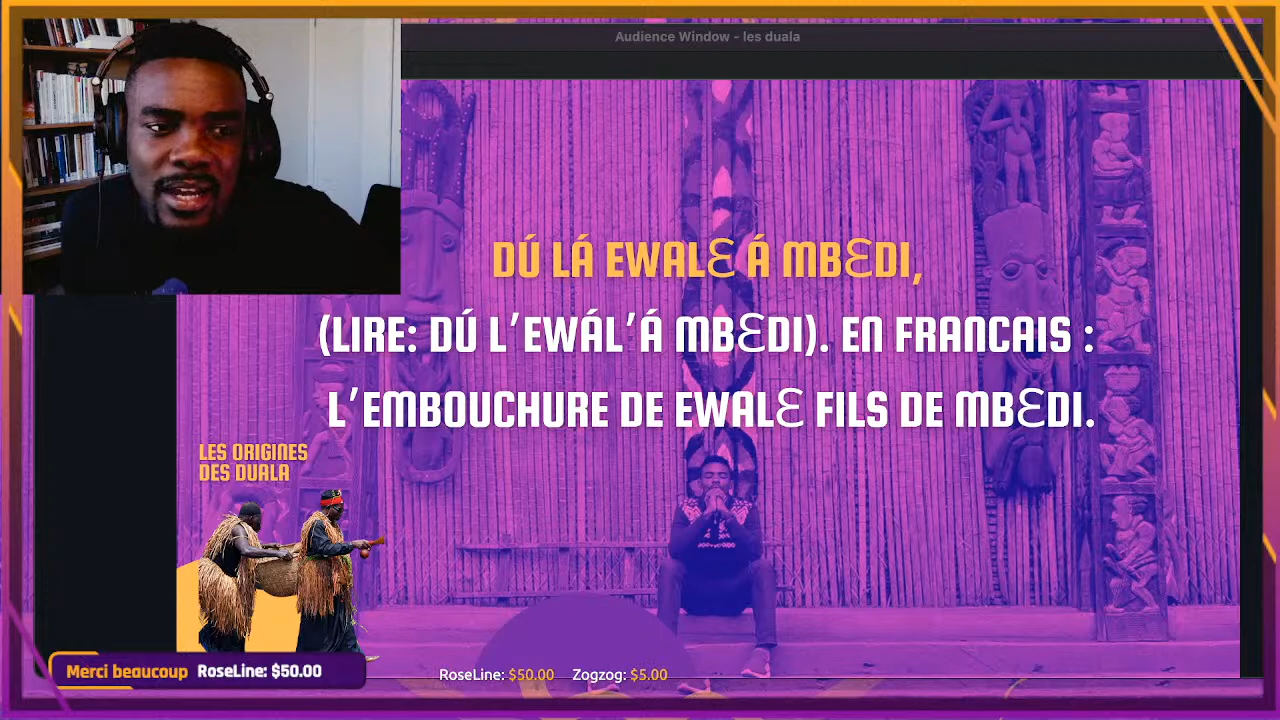 Audience Window - les duala
DÚ LÁ EWALƐ Á MBƐDI,
(LIRE: DÚ L'EWÁL'Á MBƐDI). EN FRANCAIS :
L'EMBOUCHURE DE EWALƐ FILS DE MBƐDI.
LES ORIGINES
DES DUALA
Merci beaucoup RoseLine: $50.00
RoseLine: $50.00 Zogzog: $5.00